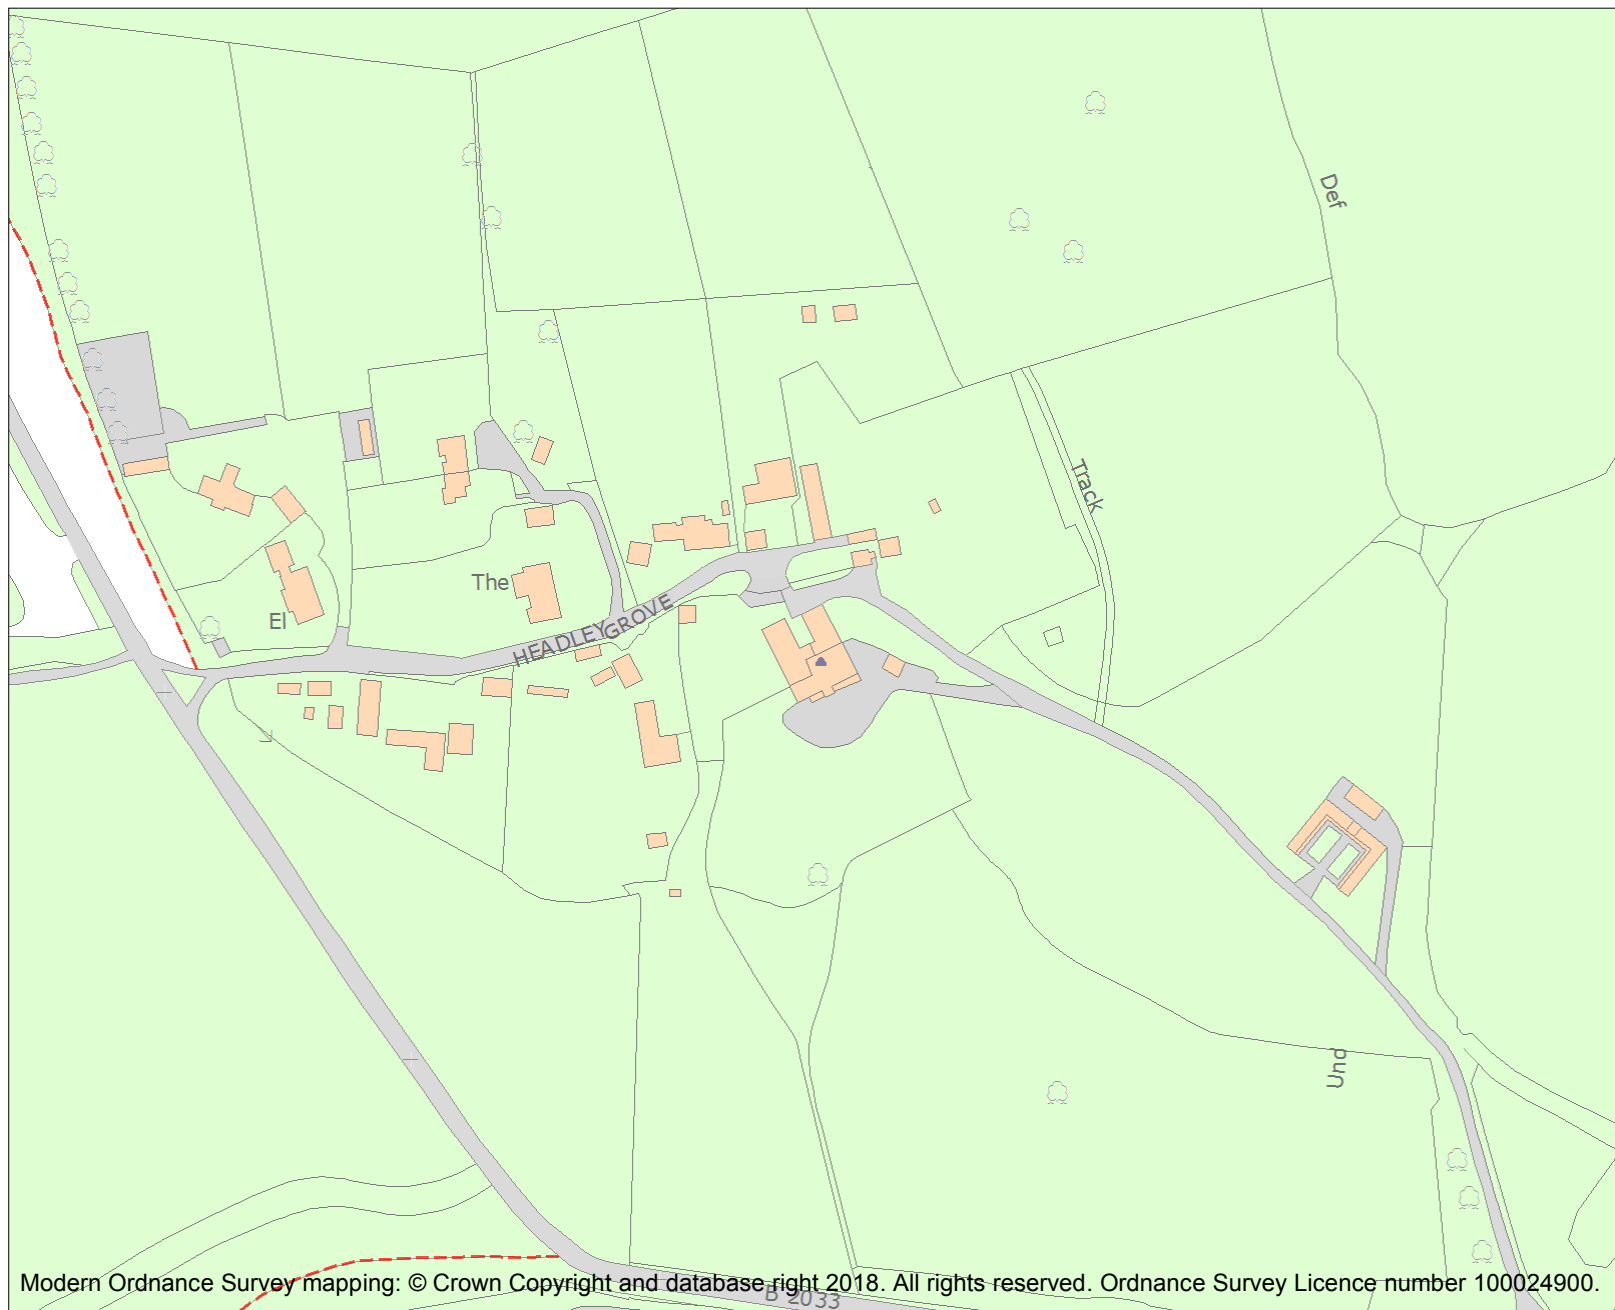 Def
Track
The
HEADLEY GROVE
El
Und
Modern Ordnance Survey mapping: © Crown Copyright and database right 2018. All rights reserved. Ordnance Survey Licence number 100024900.
B 2033